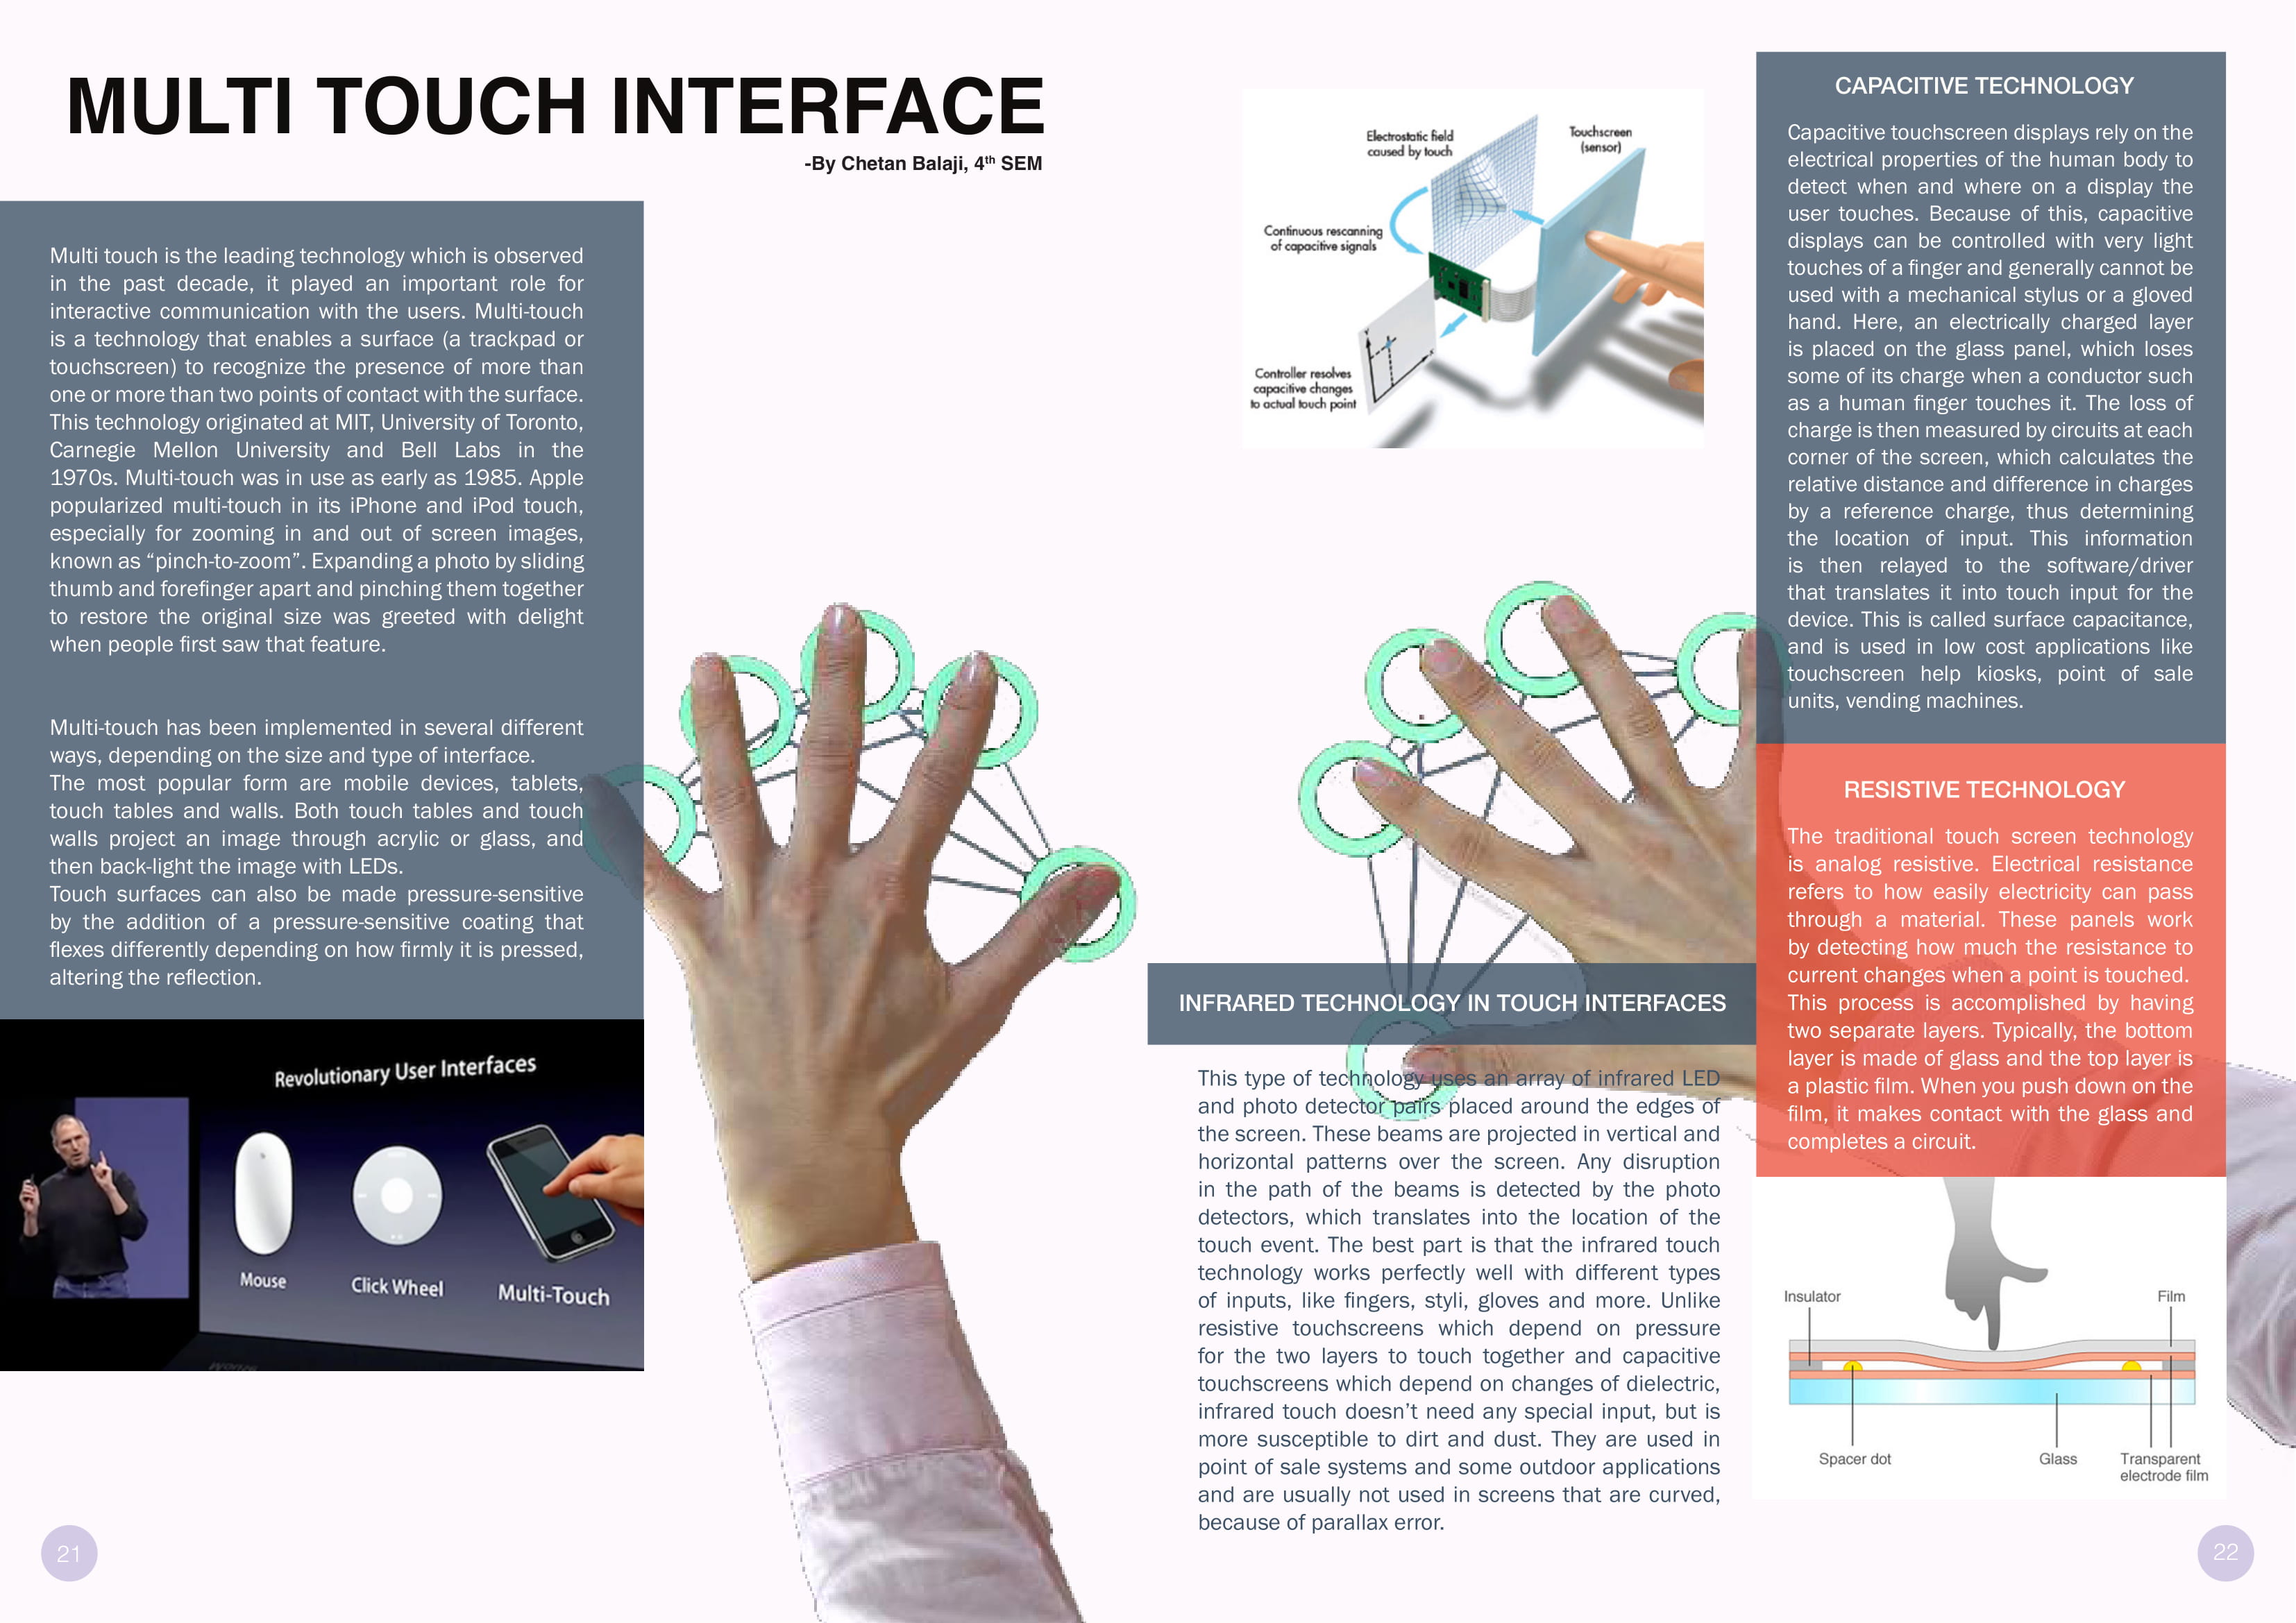 MULTI TOUCH INTERFACE
-By Chetan Balaji, 4th SEM
Multi touch is the leading technology which is observed
in the past decade, it played an important role for
interactive communication with the users. Multi-touch
is a technology that enables a surface (a trackpad or
touchscreen) to recognize the presence of more than
one or more than two points of contact with the surface.
This technology originated at MIT, University of Toronto,
Carnegie Mellon University and Bell Labs in the
1970s. Multi-touch was in use as early as 1985. Apple
popularized multi-touch in its iPhone and iPod touch,
especially for zooming in and out of screen images,
known as “pinch-to-zoom”. Expanding a photo by sliding
thumb and forefinger apart and pinching them together
to restore the original size was greeted with delight
when people first saw that feature.
Multi-touch has been implemented in several different
ways, depending on the size and type of interface.
The most popular form are mobile devices, tablets,
touch tables and walls. Both touch tables and touch
walls project an image through acrylic or glass, and
then back-light the image with LEDs.
Touch surfaces can also be made pressure-sensitive
by the addition of a pressure-sensitive coating that
flexes differently depending on how firmly it is pressed,
altering the reflection.
Revolutionary User Interfaces
Mouse
Click Wheel
Multi-Touch
21
Electrostatic field
caused by touch
Touchscreen
(sensor)
Continuous rescanning
of capacitive signals
Controller resolves
capacitive changes
to actual touch point
INFRARED TECHNOLOGY IN TOUCH INTERFACES
This type of technology uses an array of infrared LED
and photo detector pairs placed around the edges of
the screen. These beams are projected in vertical and
horizontal patterns over the screen. Any disruption
in the path of the beams is detected by the photo
detectors, which translates into the location of the
touch event. The best part is that the infrared touch
technology works perfectly well with different types
of inputs, like fingers, styli, gloves and more. Unlike
resistive touchscreens which depend on pressure
for the two layers to touch together and capacitive
touchscreens which depend on changes of dielectric,
infrared touch doesn’t need any special input, but is
more susceptible to dirt and dust. They are used in
point of sale systems and some outdoor applications
and are usually not used in screens that are curved,
because of parallax error.
CAPACITIVE TECHNOLOGY
Capacitive touchscreen displays rely on the
electrical properties of the human body to
detect when and where on a display the
user touches. Because of this, capacitive
displays can be controlled with very light
touches of a finger and generally cannot be
used with a mechanical stylus or a gloved
hand. Here, an electrically charged layer
is placed on the glass panel, which loses
some of its charge when a conductor such
as a human finger touches it. The loss of
charge is then measured by circuits at each
corner of the screen, which calculates the
relative distance and difference in charges
by a reference charge, thus determining
the location of input. This information
is then relayed to the software/driver
that translates it into touch input for the
device. This is called surface capacitance,
and is used in low cost applications like
touchscreen help kiosks, point of sale
units, vending machines.
RESISTIVE TECHNOLOGY
The traditional touch screen technology
is analog resistive. Electrical resistance
refers to how easily electricity can pass
through a material. These panels work
by detecting how much the resistance to
current changes when a point is touched.
This process is accomplished by having
two separate layers. Typically, the bottom
layer is made of glass and the top layer is
a plastic film. When you push down on the
film, it makes contact with the glass and
completes a circuit.
Insulator
Film
Spacer dot
Glass
Transparent
electrode film
22